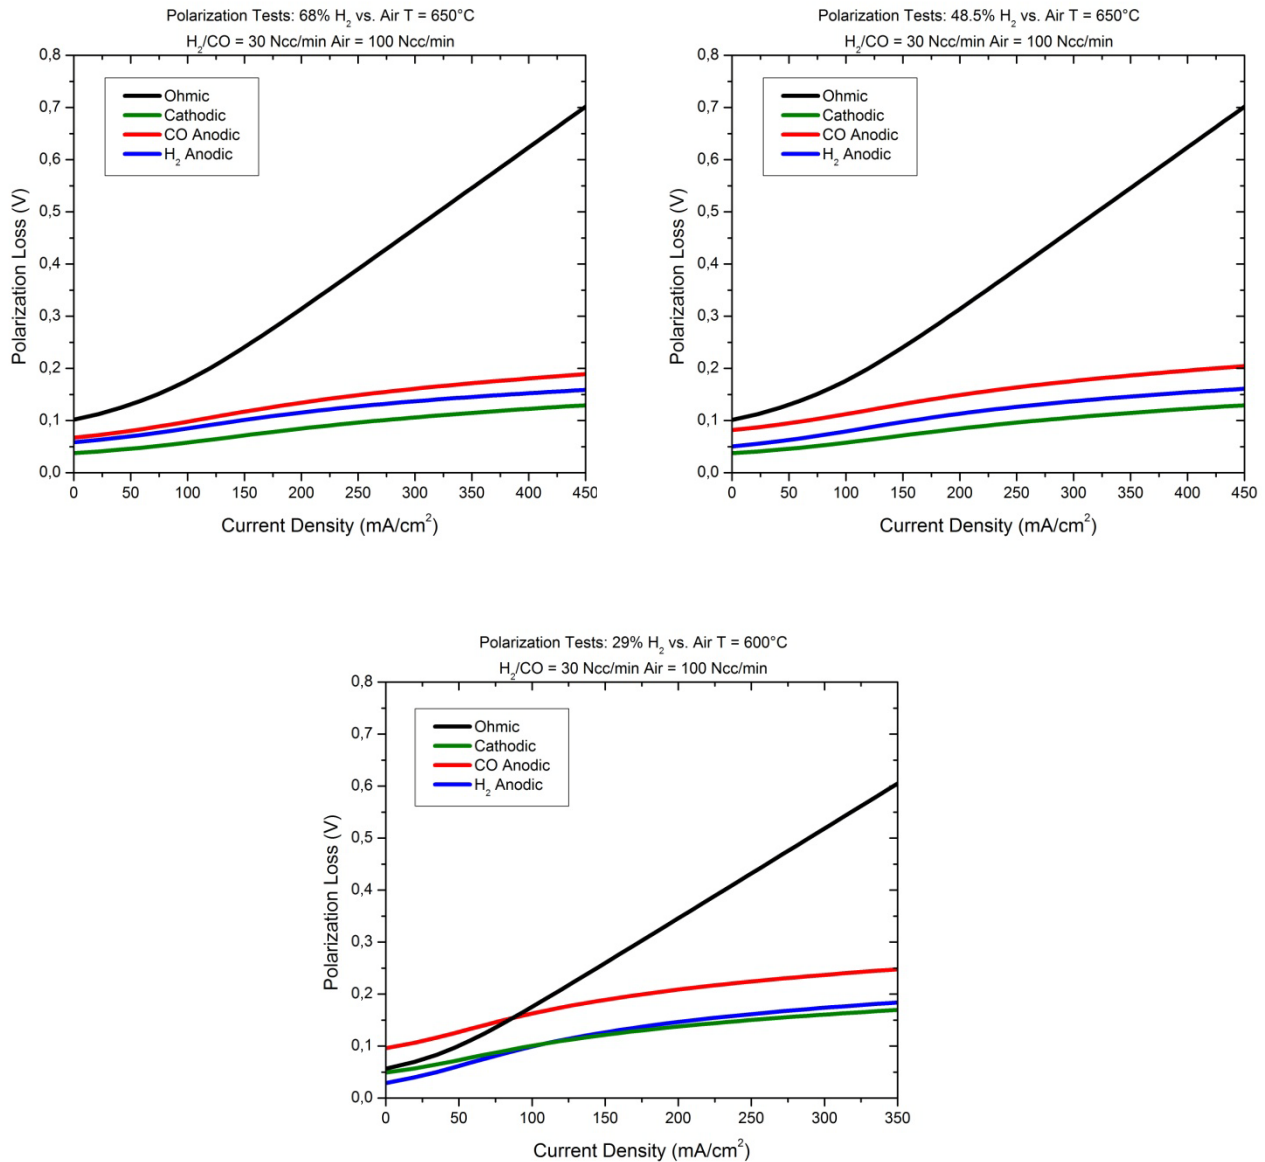 Polarization Tests: 68% H₂ vs. Air T = 650°C
H₂/CO = 30 Ncc/min Air = 100 Ncc/min
0,8
0,7
0,6
0,5
0,4
0,3
0,2
0,1
0,0
Polarization Loss (V)
Ohmic
Cathodic
CO Anodic
H₂ Anodic
0 50 100 150 200 250 300 350 400 450
Current Density (mA/cm²)
Polarization Tests: 48.5% H₂ vs. Air T = 650°C
H₂/CO = 30 Ncc/min Air = 100 Ncc/min
0,8
0,7
0,6
0,5
0,4
0,3
0,2
0,1
0,0
Polarization Loss (V)
Ohmic
Cathodic
CO Anodic
H₂ Anodic
0 50 100 150 200 250 300 350 400 450
Current Density (mA/cm²)
Polarization Tests: 29% H₂ vs. Air T = 600°C
H₂/CO = 30 Ncc/min Air = 100 Ncc/min
0,8
0,7
0,6
0,5
0,4
0,3
0,2
0,1
0,0
Polarization Loss (V)
Ohmic
Cathodic
CO Anodic
H₂ Anodic
0 50 100 150 200 250 300 350
Current Density (mA/cm²)